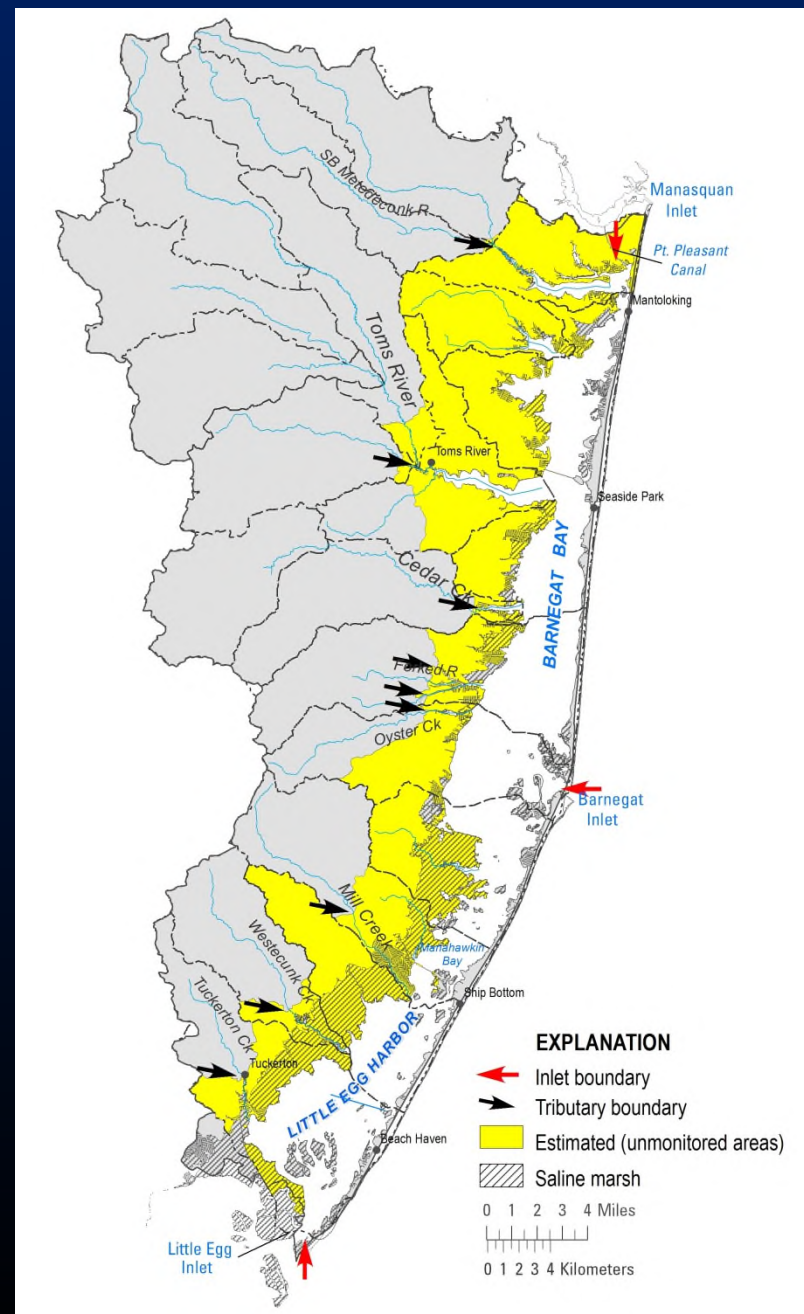 SB Metedeconk R
Manasquan
Inlet
Pt. Pleasant
Canal
Mantoloking
Toms River
Toms River
Seaside Park
Cedar Ck
BARNEGAT BAY
Forked R
Oyster Ck
Barnegat
Inlet
Mill Creek
Westecunk Ck
Manahawkin
Bay
Tuckerton Ck
Ship Bottom
Tuckerton
LITTLE EGG HARBOR
Beach Haven
Little Egg
Inlet
EXPLANATION
Inlet boundary
Tributary boundary
Estimated (unmonitored areas)
Saline marsh
0 1 2 3 4 Miles
0 1 2 3 4 Kilometers